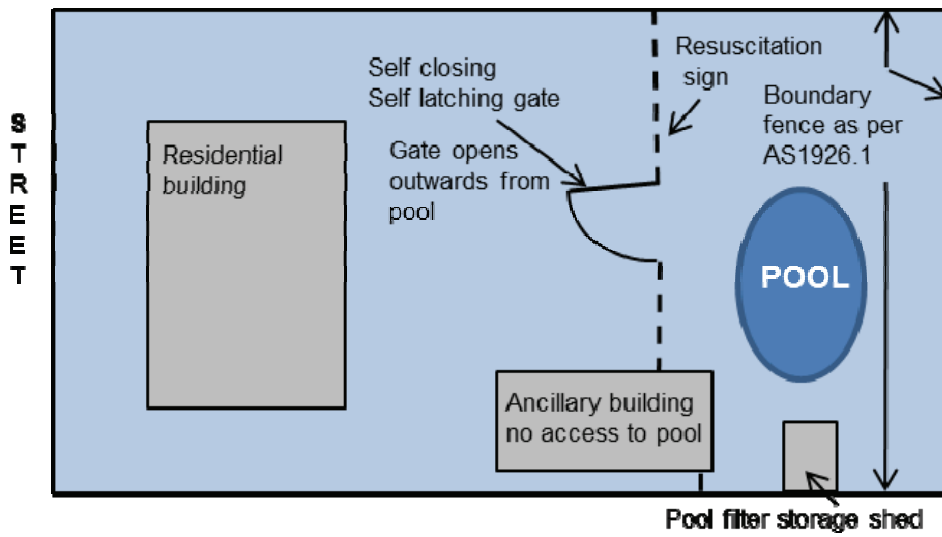 STREET
Residential
building
Self closing
Self latching gate
Gate opens
outwards from
pool
Resuscitation
sign
Boundary
fence as per
AS1926.1
POOL
Ancillary building
no access to pool
Pool filter storage shed